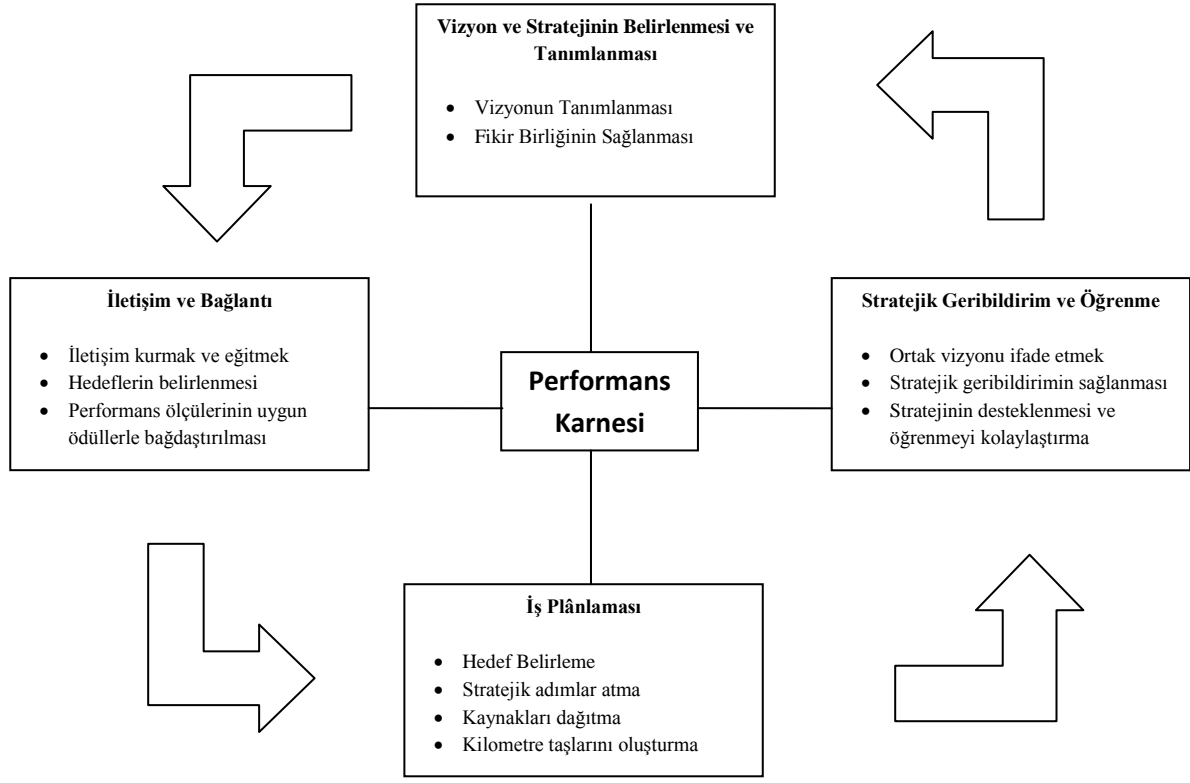 Vizyon ve Stratejinin Belirlenmesi ve
Tanımlanması
• Vizyonun Tanımlanması
• Fikir Birliğinin Sağlanması
İletişim ve Bağlantı
• İletişim kurmak ve eğitmek
• Hedeflerin belirlenmesi
• Performans ölçülerinin uygun
ödüllerle bağdaştırılması
Performans
Karnesi
Stratejik Geribildirim ve Öğrenme
• Ortak vizyonu ifade etmek
• Stratejik geribildirimin sağlanması
• Stratejinin desteklenmesi ve
öğrenmeyi kolaylaştırma
İş Plânlaması
• Hedef Belirleme
• Stratejik adımlar atma
• Kaynakları dağıtma
• Kilometre taşlarını oluşturma